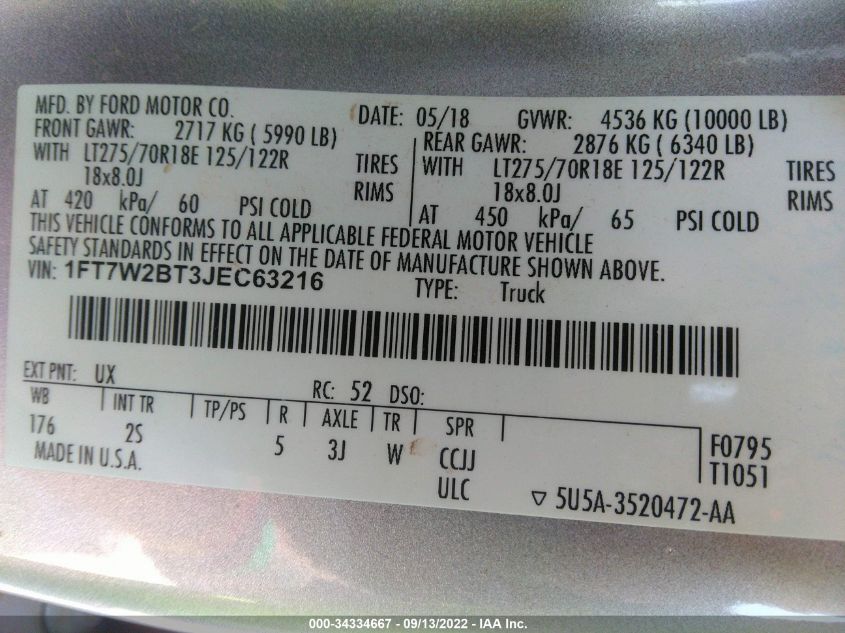 MFD. BY FORD MOTOR CO.
DATE: 05/18 GVWR: 4536 KG (10000 LB)
FRONT GAWR: 2717 KG ( 5990 LB)
WITH LT275/70R18E 125/122R TIRES
18x8.0J RIMS
AT 420 kPa/ 60 PSI COLD
REAR GAWR: 2876 KG ( 6340 LB)
WITH LT275/70R18E 125/122R TIRES
18x8.0J RIMS
AT 450 kPa/ 65 PSI COLD
THIS VEHICLE CONFORMS TO ALL APPLICABLE FEDERAL MOTOR VEHICLE
SAFETY STANDARDS IN EFFECT ON THE DATE OF MANUFACTURE SHOWN ABOVE.
VIN: 1FT7W2BT3JEC63216 TYPE: Truck
EXT PNT: UX RC: 52 DSO:
WB INT TR TP/PS R AXLE TR SPR
176 2S 5 3J W CCJJ F0795
MADE IN U.S.A. ULC T1051
▽ 5U5A-3520472-AA
000-34334667 - 09/13/2022 - IAA Inc.